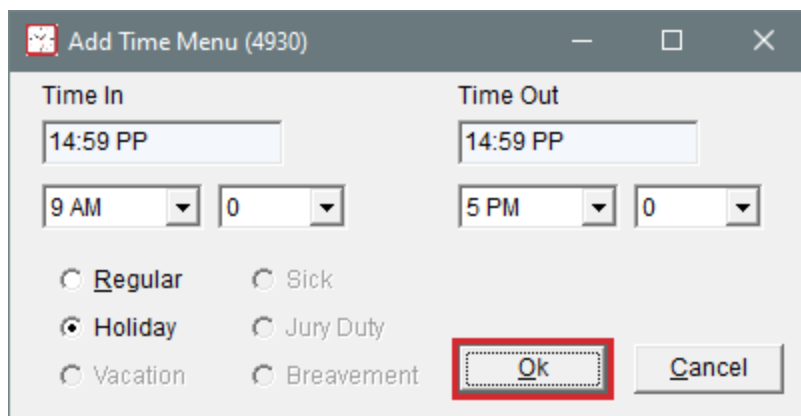 Add Time Menu (4930)
Time In Time Out
14:59 PP 14:59 PP
9 AM 0 5 PM 0
Regular Sick
Holiday Jury Duty
Vacation Breavement
Ok Cancel